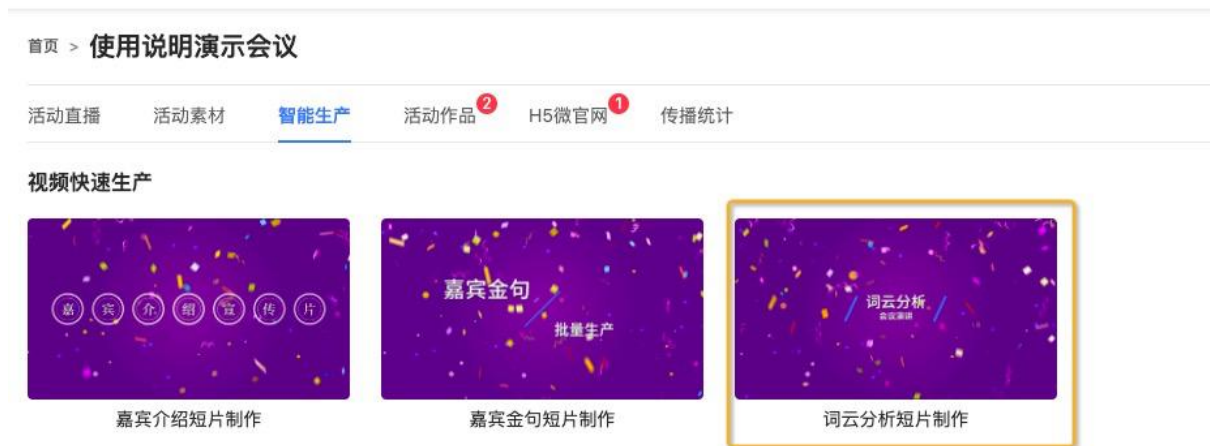 首页 > 使用说明演示会议
活动直播 活动素材 智能生产 活动作品 2 H5微官网 1 传播统计
视频快速生产
嘉宾介绍宣传片
嘉宾金句
批量生产
词云分析
会议演讲
嘉宾介绍短片制作 嘉宾金句短片制作 词云分析短片制作